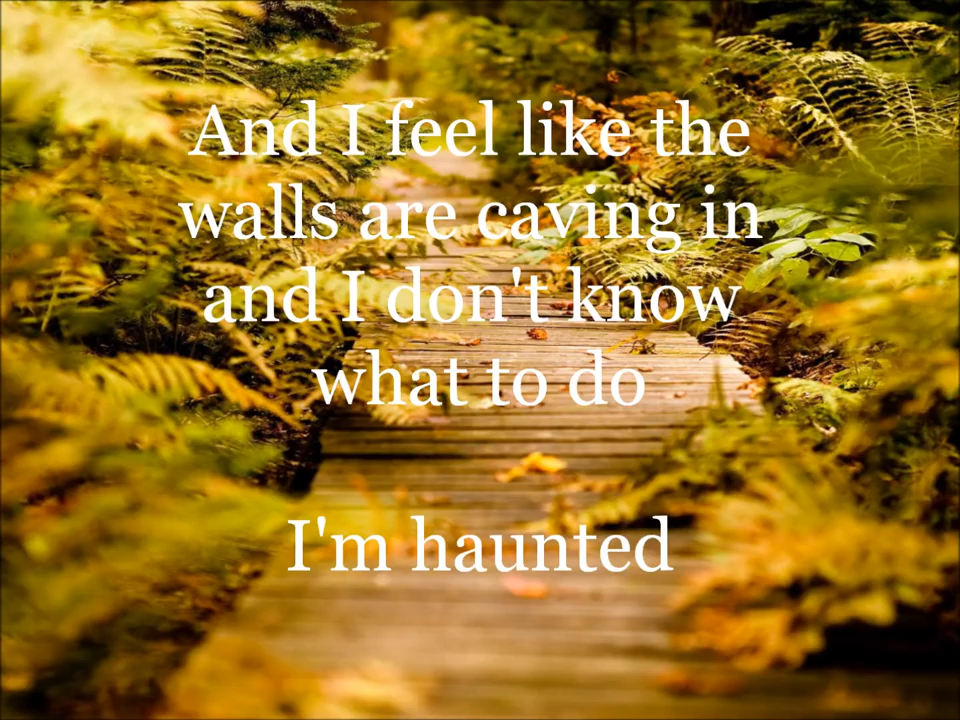 And I feel like the
walls are caving in
and I don't know
what to do
I'm haunted